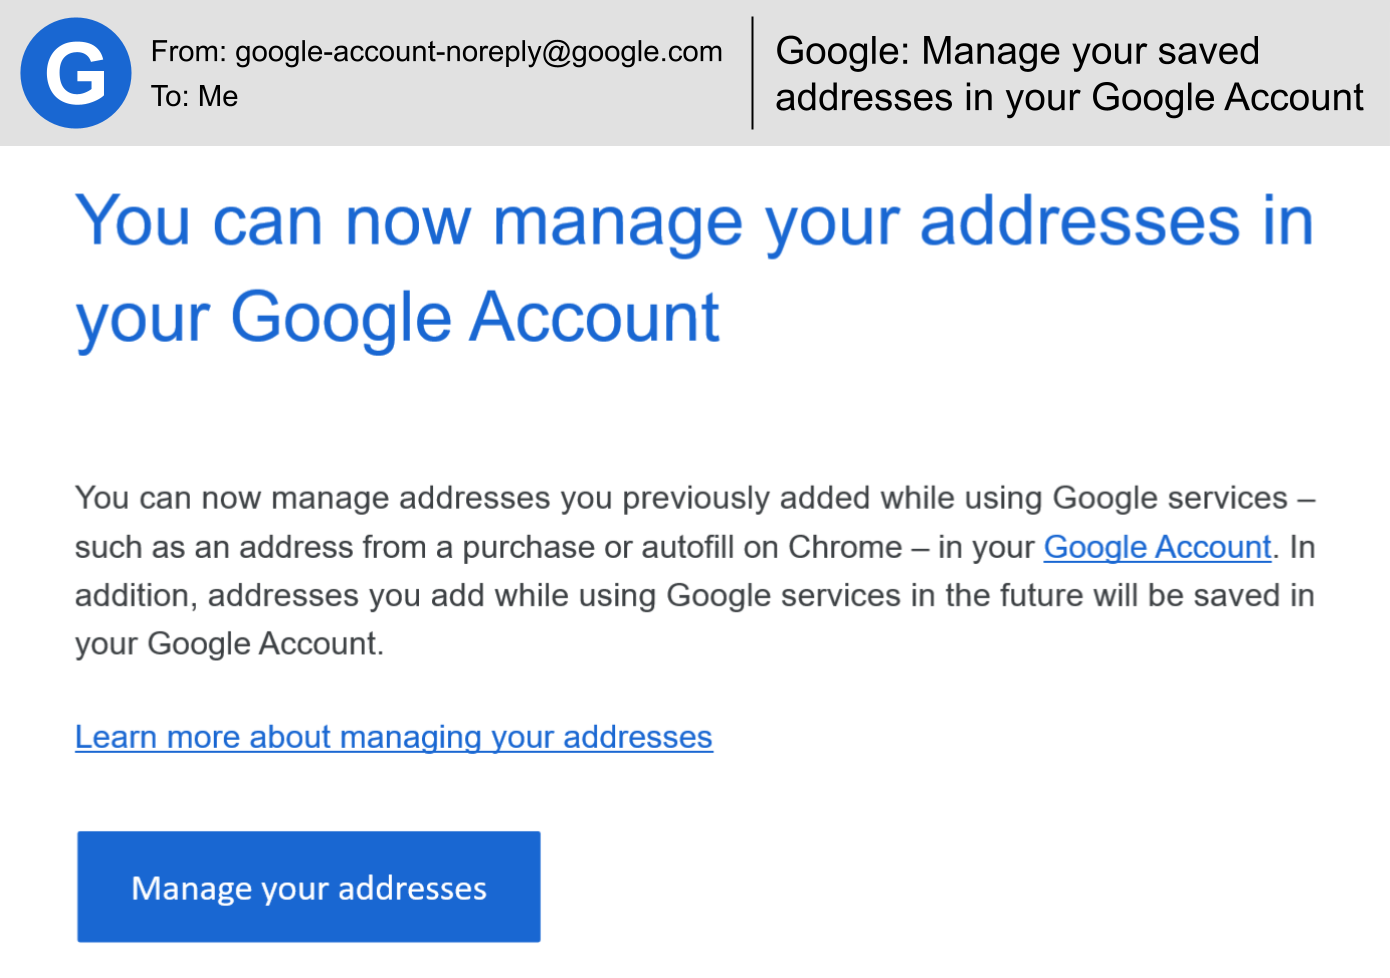 G
From: google-account-noreply@google.com
To: Me
Google: Manage your saved
addresses in your Google Account
You can now manage your addresses in
your Google Account
You can now manage addresses you previously added while using Google services –
such as an address from a purchase or autofill on Chrome – in your Google Account. In
addition, addresses you add while using Google services in the future will be saved in
your Google Account.
Learn more about managing your addresses
Manage your addresses